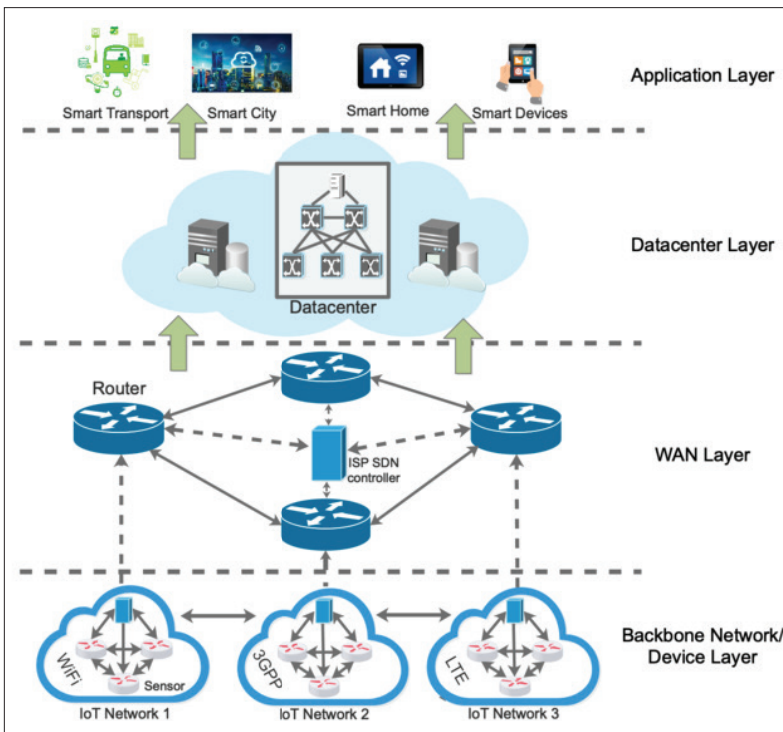 Smart Transport
Smart City
Smart Home
Smart Devices
Application Layer
Datacenter
Datacenter Layer
Router
ISP SDN
controller
WAN Layer
WiFi
Sensor
IoT Network 1
3GPP
IoT Network 2
LTE
IoT Network 3
Backbone Network/
Device Layer